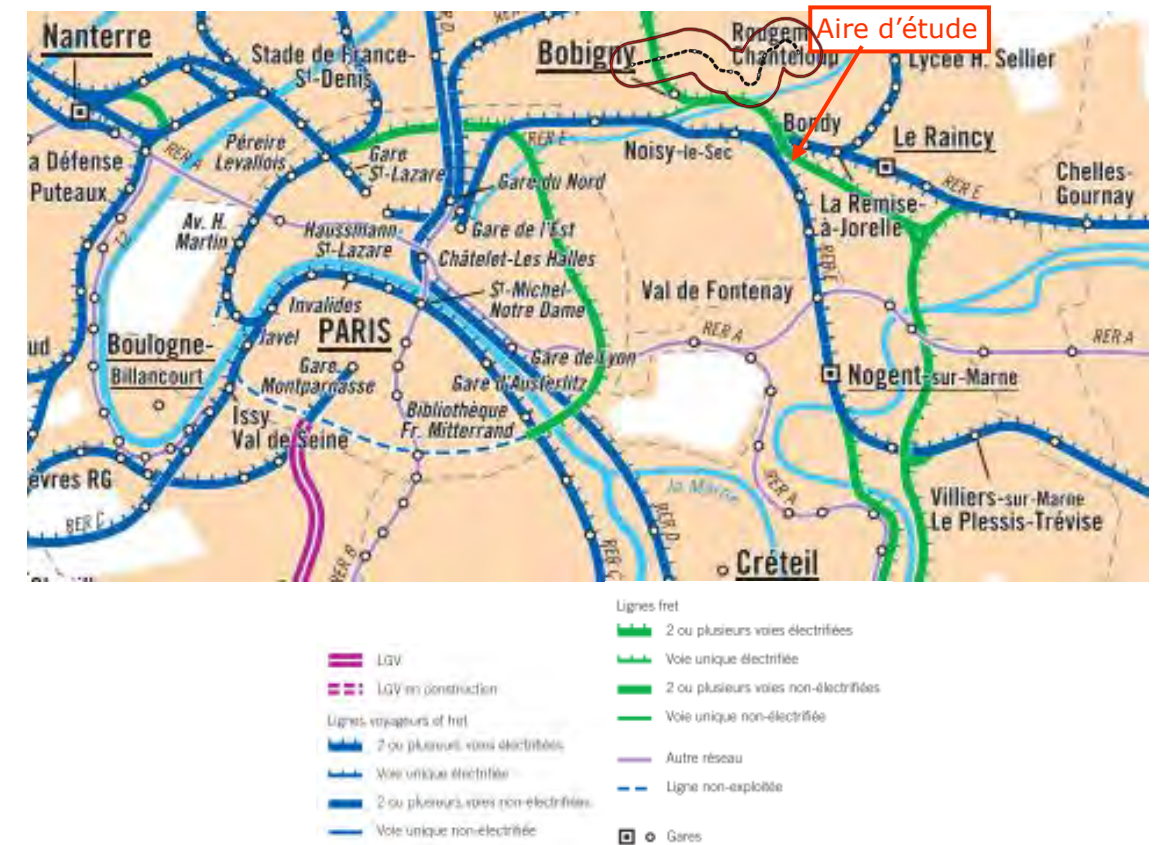 Nanterre
Stade de France-
St-Denis
RER D
Bobigny
Rougem
Chanteloup
Aire d'étude
Lycée H. Sellier
Péreire
Levallois
RER A
a Défense
Puteaux
Gare
St-Lazare
RER E
Gare du Nord
Noisy-le-Sec
Bondy
Le Raincy
Chelles-
Gournay
RER E
Av. H.
Martin
Haussmann-
St-Lazare
Gare de l'Est
Châtelet-Les Halles
La Remise-
à-Jorelle
RER E
Invalides
St-Michel-
Notre Dame
Val de Fontenay
RER A
RER A
ud
Boulogne-
Billancourt
Javel
PARIS
Gare
Montparnasse
Gare de Lyon
Gare d'Austerlitz
Nogent-sur-Marne
Issy
Val de Seine
Bibliothèque
Fr. Mitterrand
èvres RG
RER C
la Marne
RER A
Villiers-sur-Marne
Le Plessis-Trévise
RER B
RER C
RER D
Créteil
LGV
LGV en construction
Lignes voyageurs et fret
2 ou plusieurs voies électrifiées
Voie unique électrifiée
2 ou plusieurs voies non-électrifiées
Voie unique non-électrifiée
Lignes fret
2 ou plusieurs voies électrifiées
Voie unique électrifiée
2 ou plusieurs voies non-électrifiées
Voie unique non-électrifiée
Autre réseau
Ligne non-exploitée
Gares